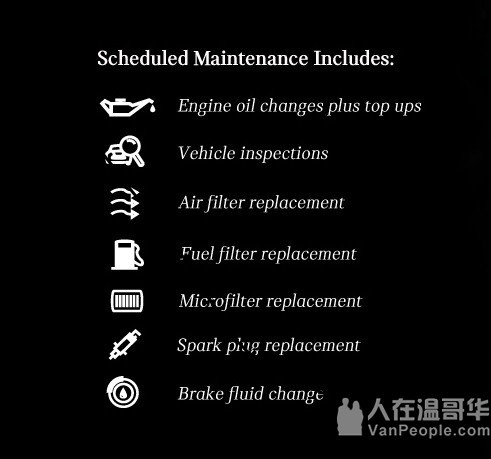 Scheduled Maintenance Includes:
Engine oil changes plus top ups
Vehicle inspections
Air filter replacement
Fuel filter replacement
Microfilter replacement
Spark plug replacement
Brake fluid change
人在温哥华
VanPeople.com